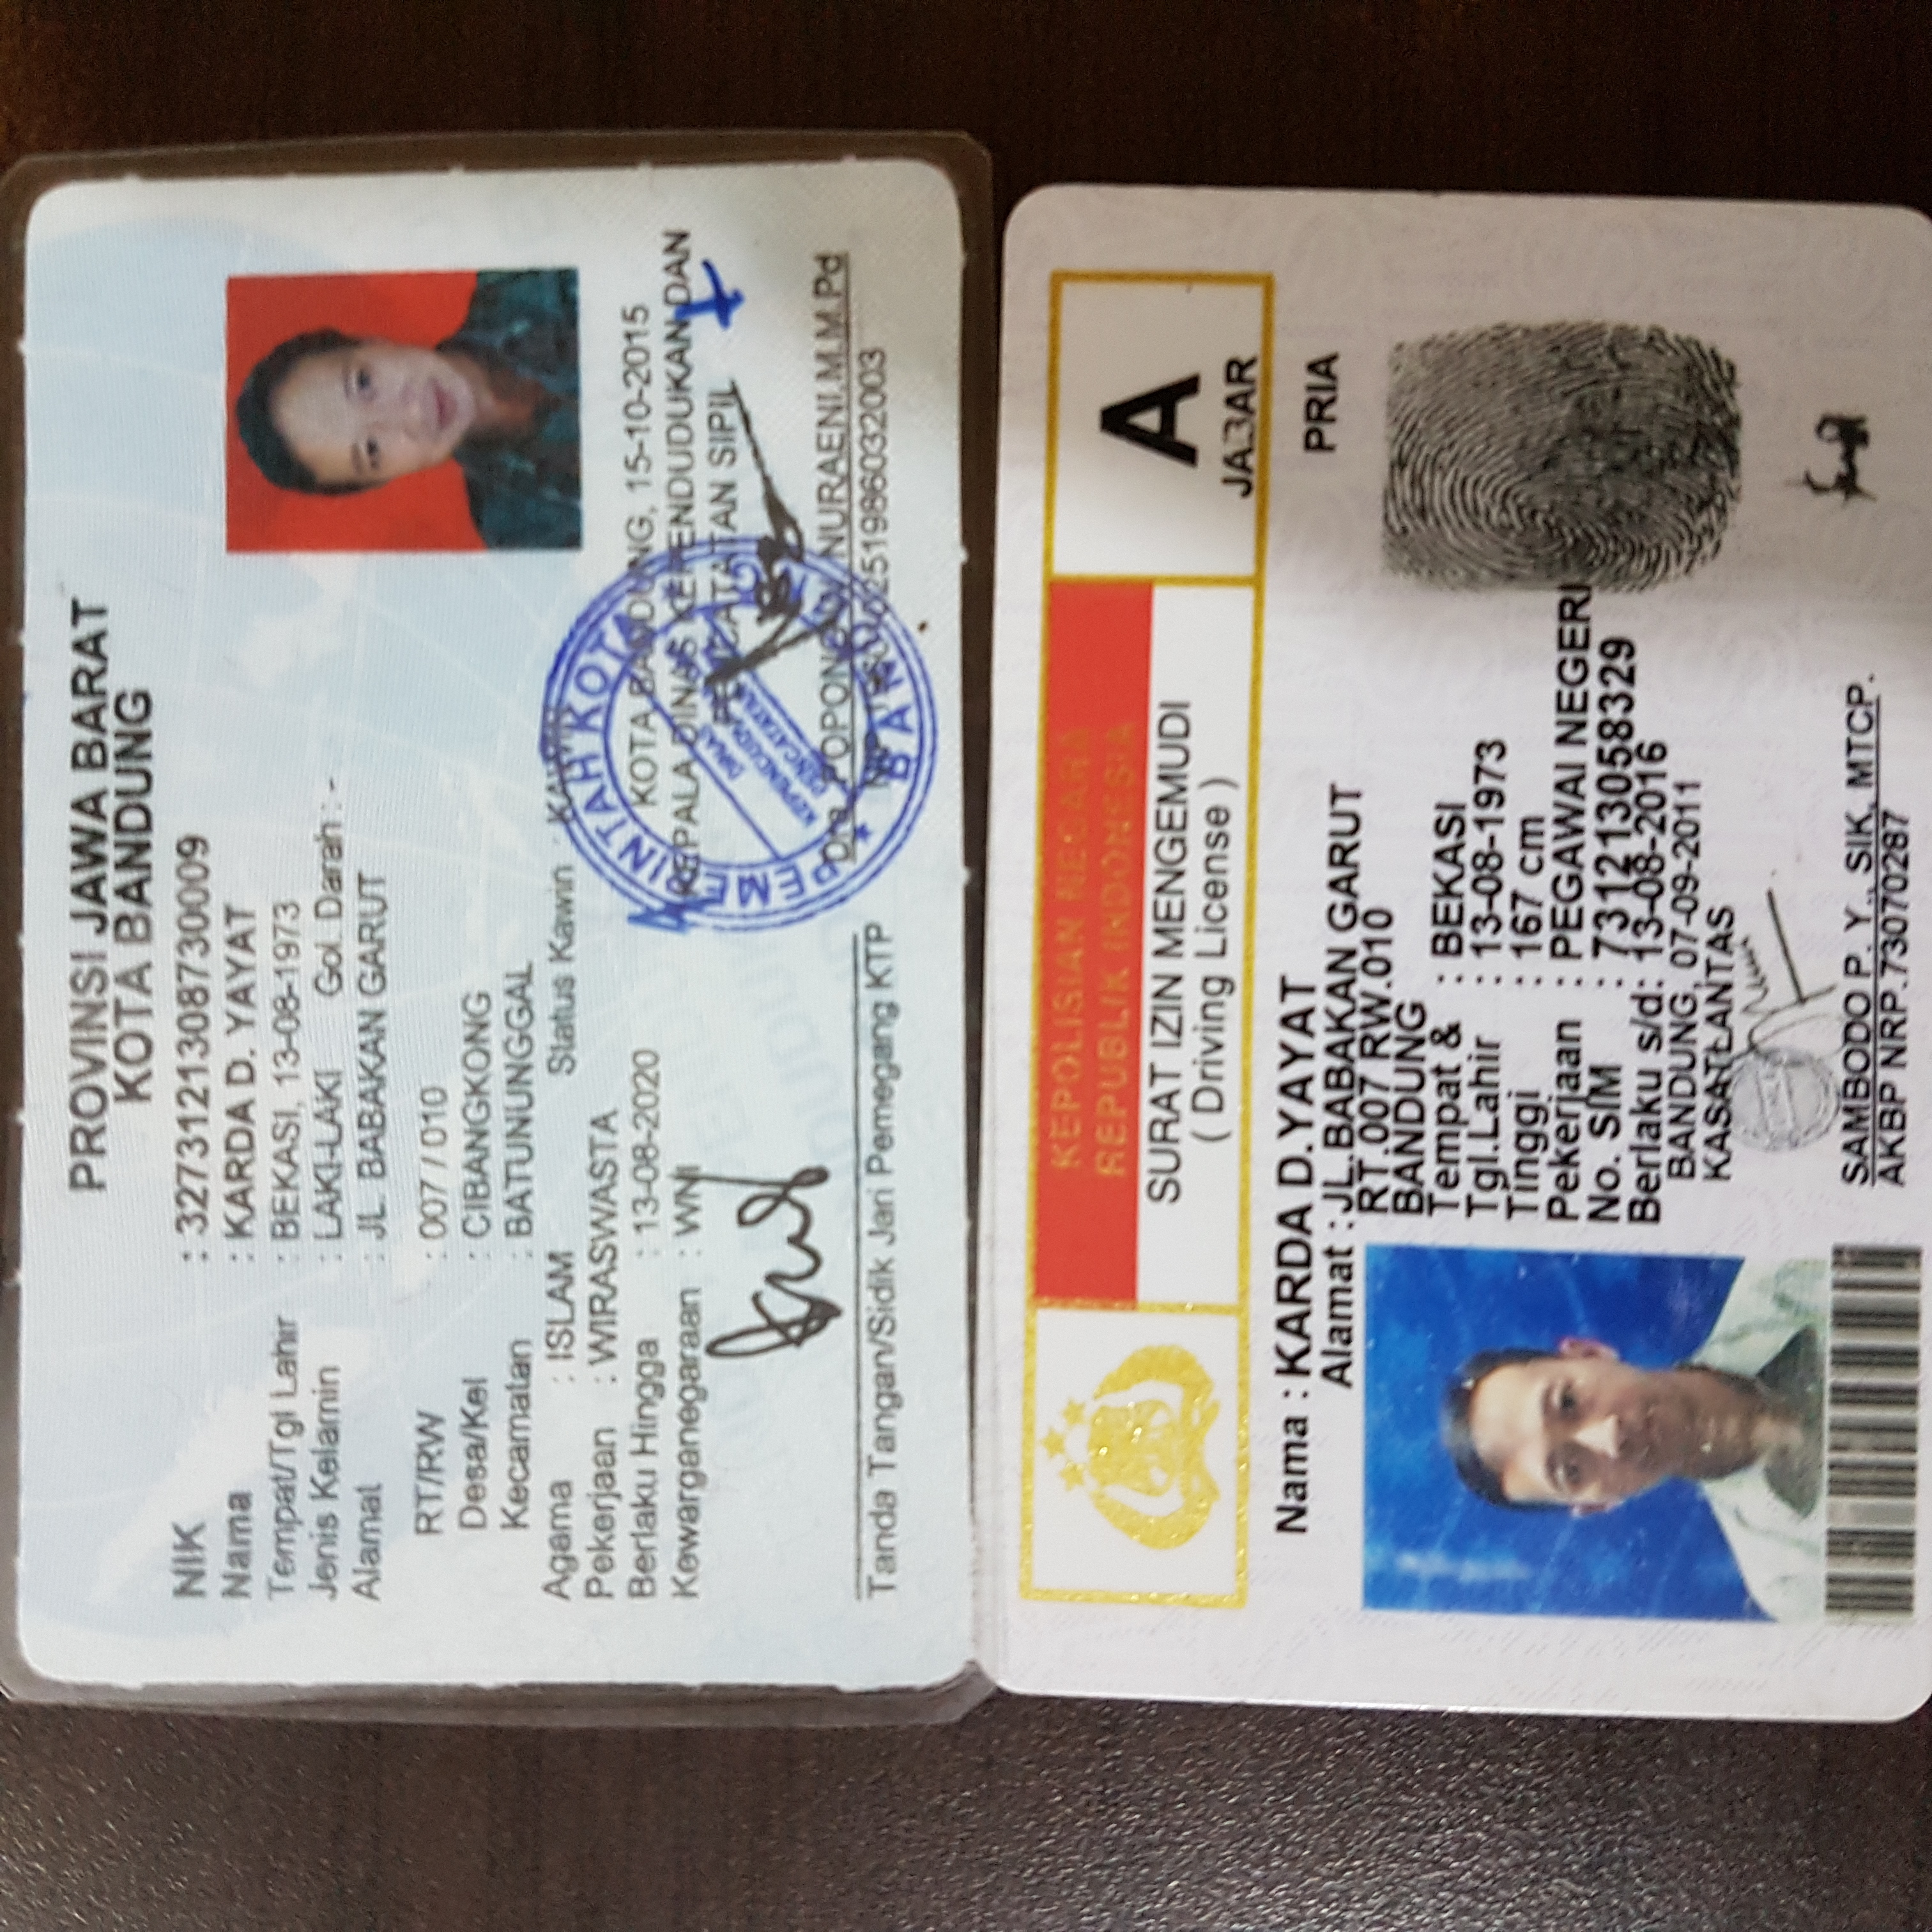 PROVINSI JAWA BARAT
KOTA BANDUNG
NIK : 3273121308730009
Nama : KARDA D. YAYAT
Tempat/Tgl Lahir : BEKASI, 13-08-1973
Jenis Kelamin : LAKI-LAKI Gol. Darah : -
Alamat : JL. BABAKAN GARUT
RT/RW : 007 / 010
Desa/Kel : CIBANGKONG
Kecamatan : BATUNUNGGAL
Agama : ISLAM Status Kawin : KAWIN
Pekerjaan : WIRASWASTA
Berlaku Hingga : 13-08-2020
Kewarganegaraan : WNI
KOTA BANDUNG, 15-10-2015
KEPALA DINAS KEPENDUDUKAN DAN
PENCATATAN SIPIL
PEMERINTAH KOTA
BANDUNG
DINAS
KEPENDUDUKAN
PENCATATAN
Dra. NURAENI.M.M.Pd
NIP
Tanda Tangan/Sidik Jari Pemegang KTP
KEPOLISIAN NEGARA
REPUBLIK INDONESIA
SURAT IZIN MENGEMUDI
( Driving License )
A
JABAR
Nama : KARDA D.YAYAT
PRIA
Alamat : JL.BABAKAN GARUT
RT.007 RW.010
BANDUNG
Tempat & : BEKASI
Tgl.Lahir : 13-08-1973
Tinggi : 167 cm
Pekerjaan : PEGAWAI NEGERI
No. SIM : 731213058329
Berlaku s/d: 13-08-2016
BANDUNG, 07-09-2011
KASATLANTAS
SAMBODO P. Y., SIK, MTCP.
AKBP NRP.73070287